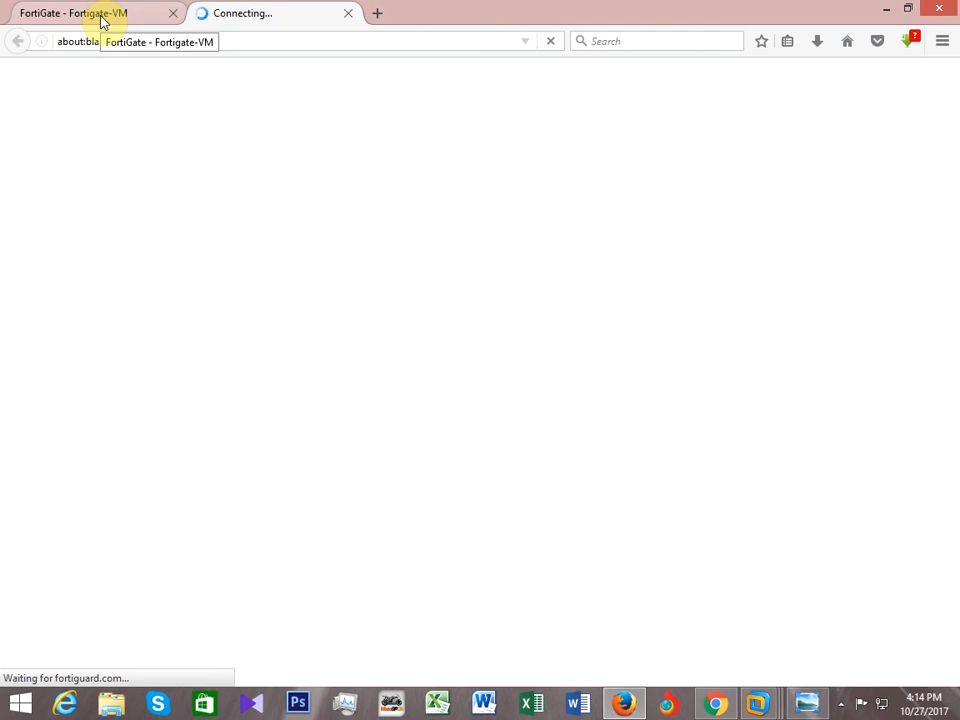 FortiGate - Fortigate-VM
Connecting...
about:bla
Search
?
FortiGate - Fortigate-VM
Waiting for fortiguard.com...
Ps
4:14 PM
10/27/2017